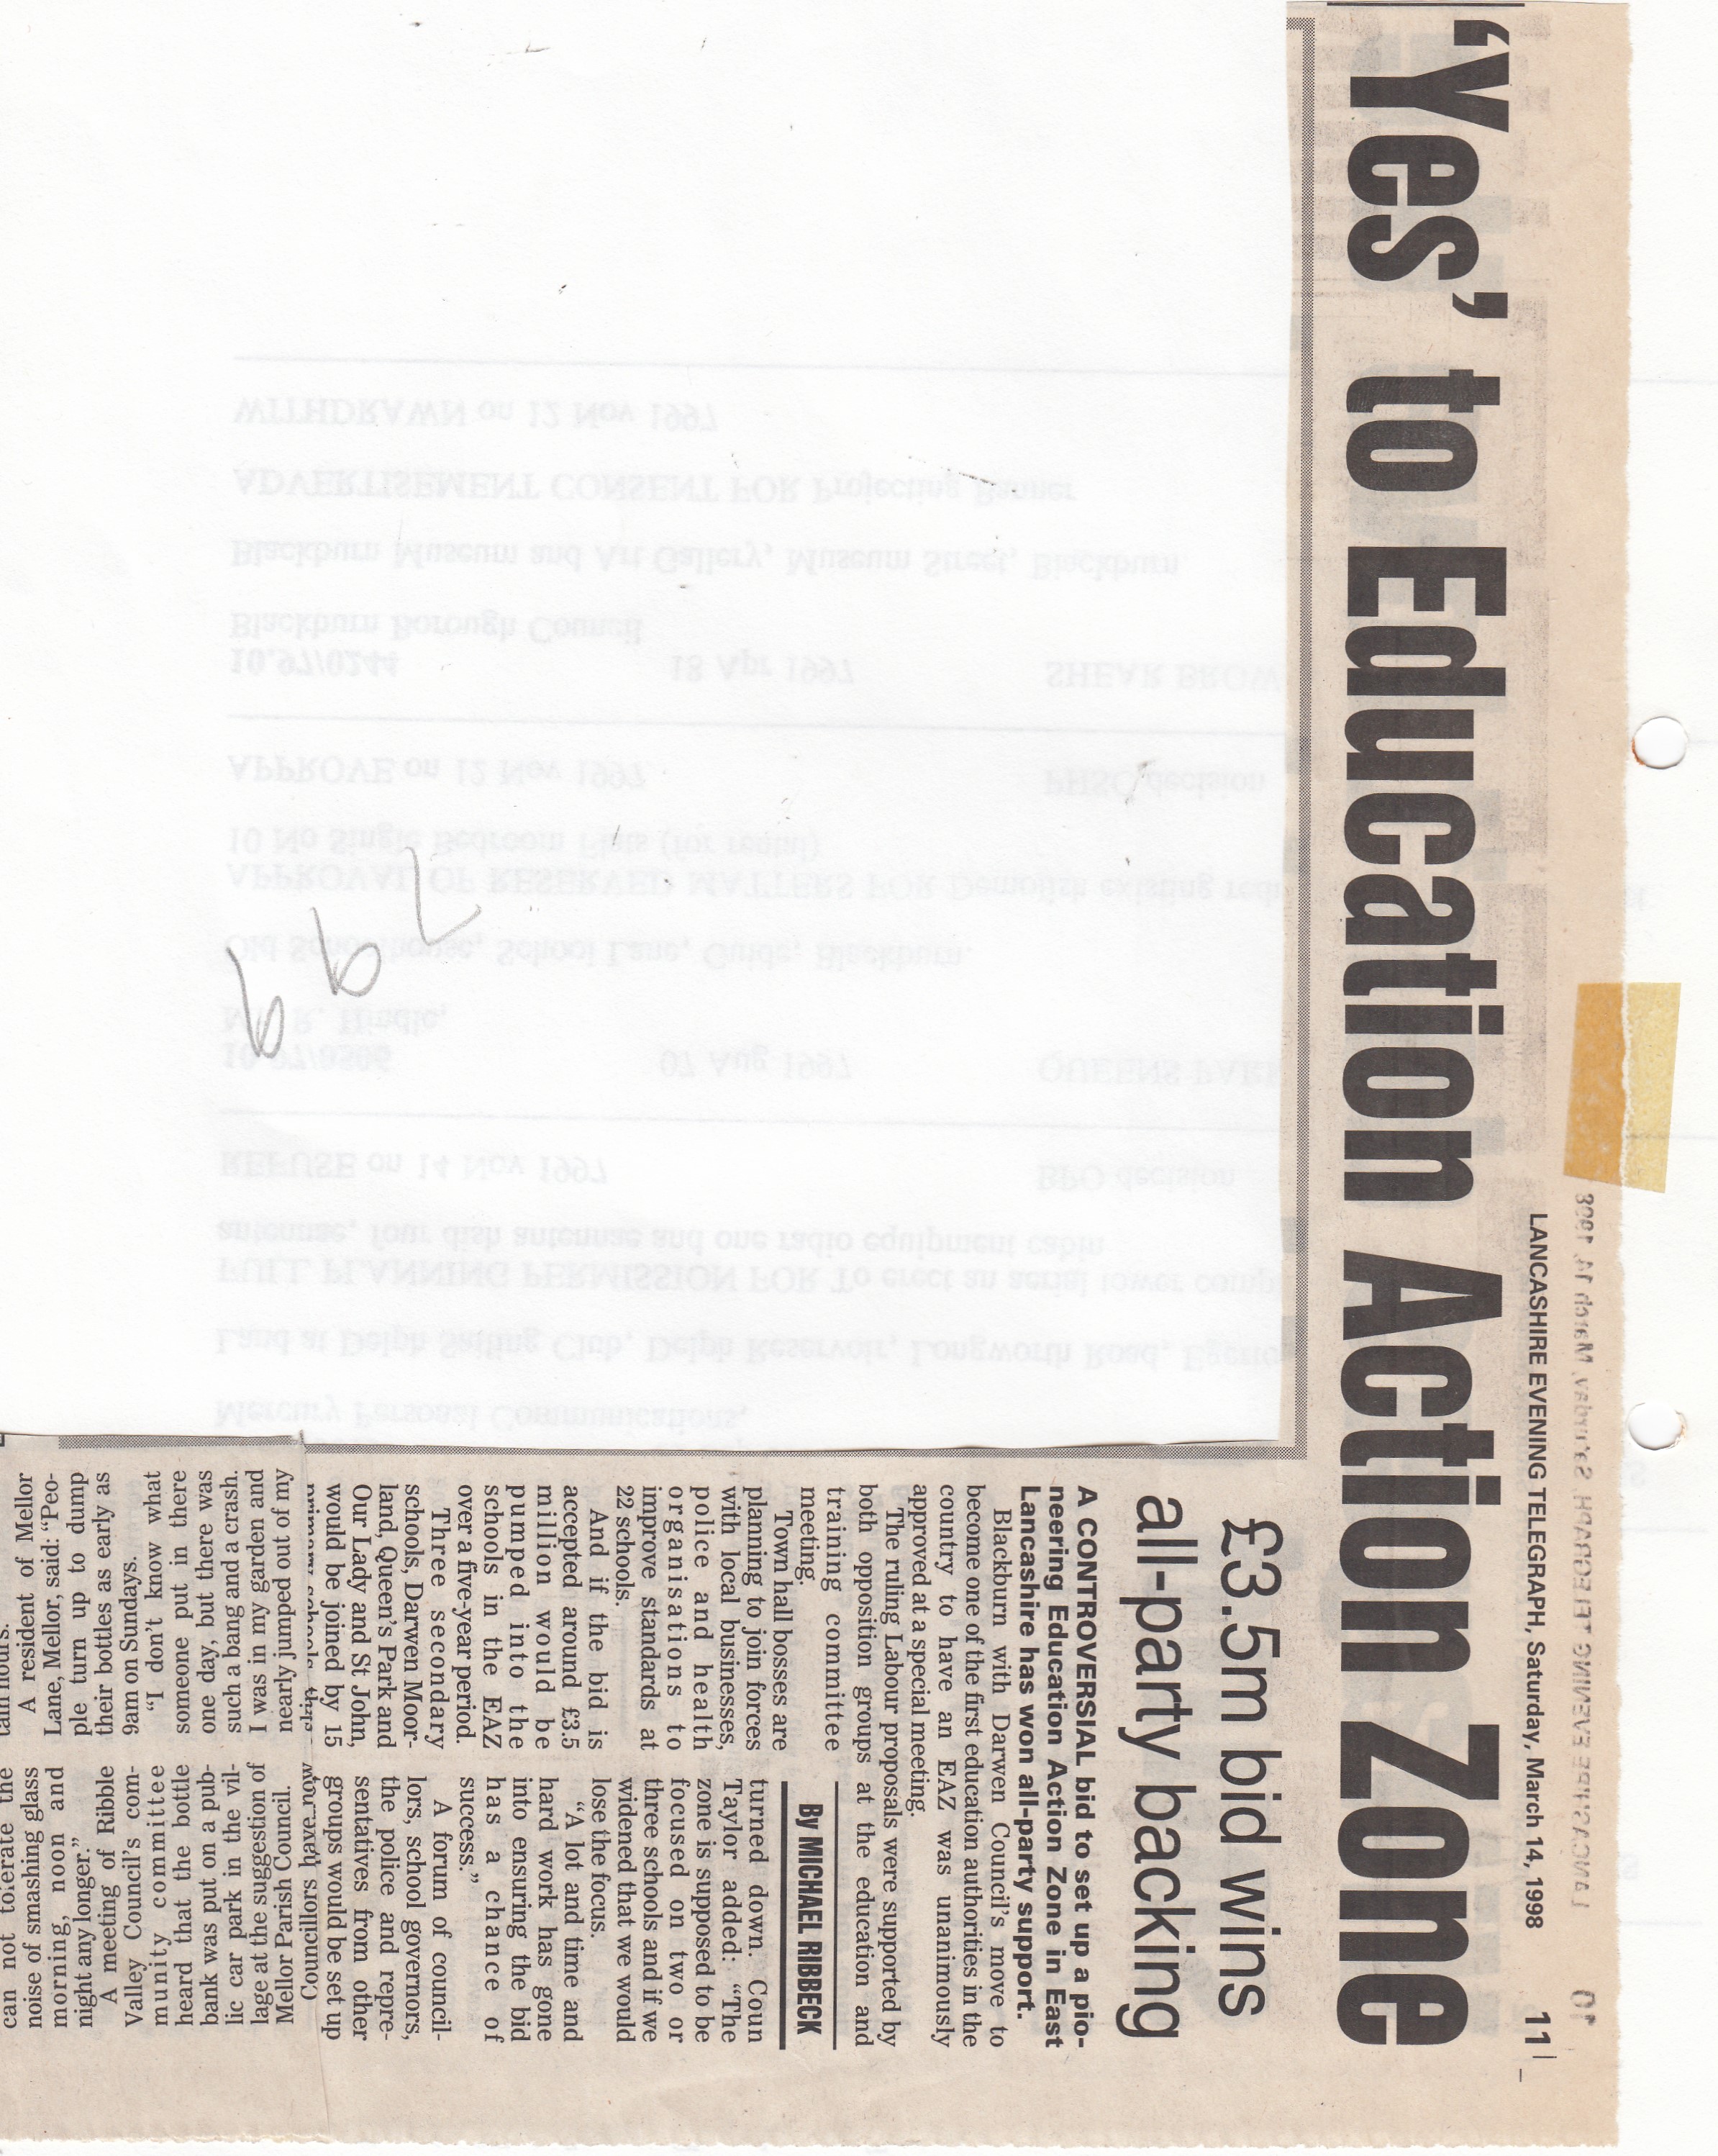 LANCASHIRE EVENING TELEGRAPH, Saturday, March 14, 1998 11
‘Yes’ to Education Action Zone
£3.5m bid wins
all-party backing
A CONTROVERSIAL bid to set up a pio-
neering Education Action Zone in East
Lancashire has won all-party support.
Blackburn with Darwen Council's move to
become one of the first education authorities in the
country to have an EAZ was unanimously
approved at a special meeting.
The ruling Labour proposals were supported by
both opposition groups at the education and
training committee
meeting.
Town hall bosses are
planning to join forces
with local businesses,
police and health
organisations to
improve standards at
22 schools.
And if the bid is
accepted around £3.5
million would be
pumped into the
schools in the EAZ
over a five-year period.
Three secondary
schools, Darwen Moor-
land, Queen's Park and
Our Lady and St John,
would be joined by 15
primary schools
By MICHAEL RIBBECK
turned down. Coun
Taylor added: “The
zone is supposed to be
focused on two or
three schools and if we
widened that we would
lose the focus.
“A lot and time and
hard work has gone
into ensuring the bid
has a chance of
success.”
A forum of council-
lors, school governors,
the police and repre-
sentatives from other
groups would be set up
tain hours.
A resident of Mellor
Lane, Mellor, said: “Peo-
ple turn up to dump
their bottles as early as
9am on Sundays.
“I don't know what
someone put in there
one day, but there was
such a bang and a crash.
I was in my garden and
nearly jumped out of my
can not tolerate the
noise of smashing glass
morning, noon and
night any longer.”
A meeting of Ribble
Valley Council's com-
munity committee
heard that the bottle
bank was put on a pub-
lic car park in the vil-
lage at the suggestion of
Mellor Parish Council.
Councillors have now